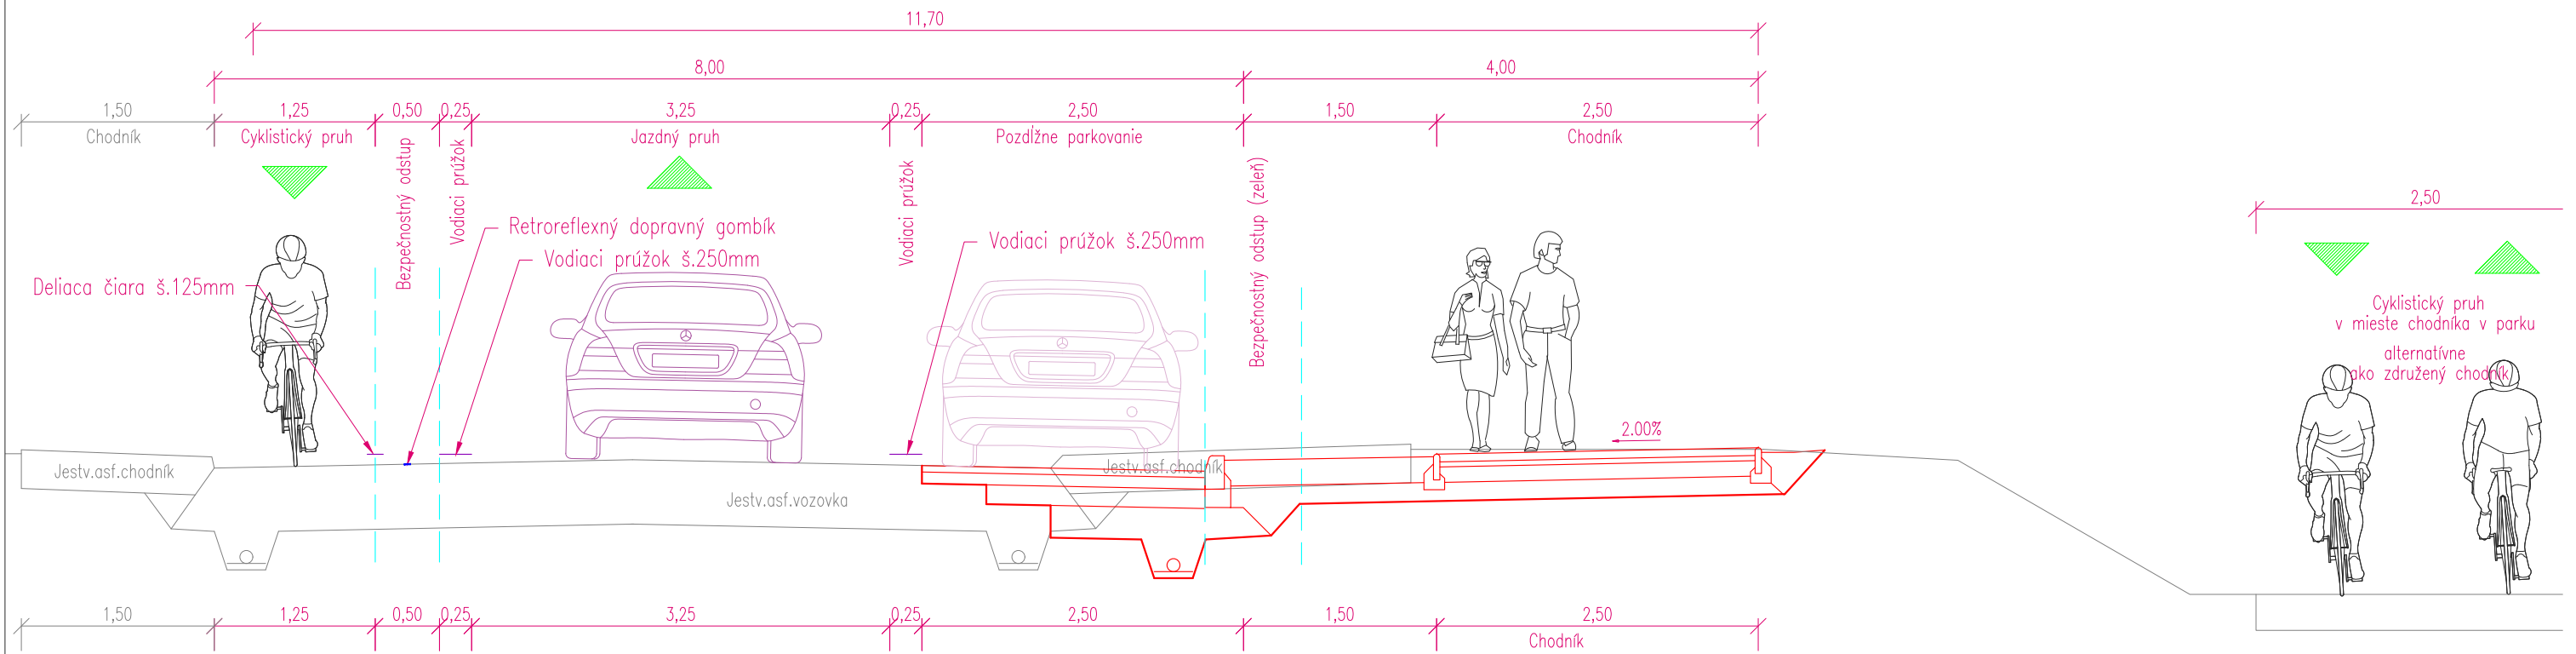 11,70
8,00 4,00
1,50 1,25 0,50 0,25 3,25 0,25 2,50 1,50 2,50
Chodník Cyklistický pruh Jazdný pruh Pozdĺžne parkovanie Chodník
Bezpečnostný odstup
Vodiaci prúžok
Vodiaci prúžok
Bezpečnostný odstup (zeleň)
2,50
Retroreflexný dopravný gombík
Vodiaci prúžok š.250mm
Vodiaci prúžok š.250mm
Deliaca čiara š.125mm
Cyklistický pruh
v mieste chodníka v parku
alternatívne
ako združený chodník
2.00%
Jestv.asf.chodník
Jestv.asf.chodník
Jestv.asf.vozovka
1,50 1,25 0,50 0,25 3,25 0,25 2,50 1,50 2,50
Chodník